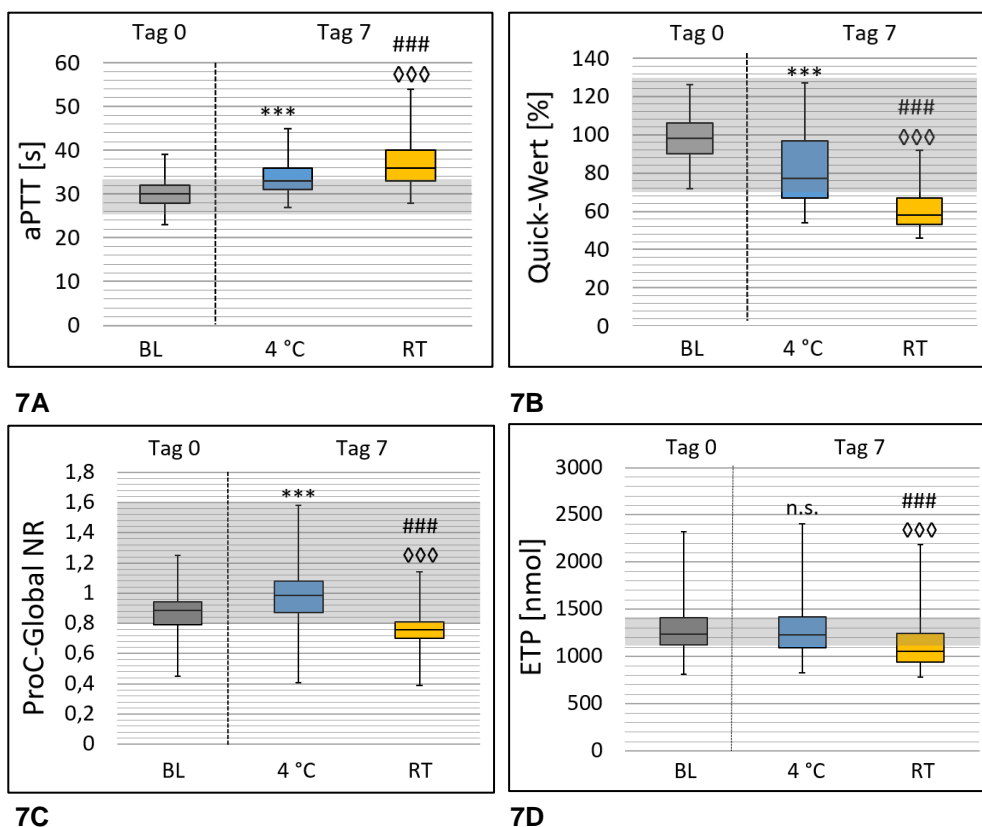 Tag 0 Tag 7
###
◊◊◊
***
60
50
40
30
20
10
0
aPTT [s]
BL 4 °C RT
7A
Tag 0 Tag 7
***
###
◊◊◊
140
120
100
80
60
40
20
0
Quick-Wert [%]
BL 4 °C RT
7B
Tag 0 Tag 7
***
###
◊◊◊
1,8
1,6
1,4
1,2
1
0,8
0,6
0,4
0,2
0
ProC-Global NR
BL 4 °C RT
7C
Tag 0 Tag 7
n.s.
###
◊◊◊
3000
2500
2000
1500
1000
500
0
ETP [nmol]
BL 4 °C RT
7D